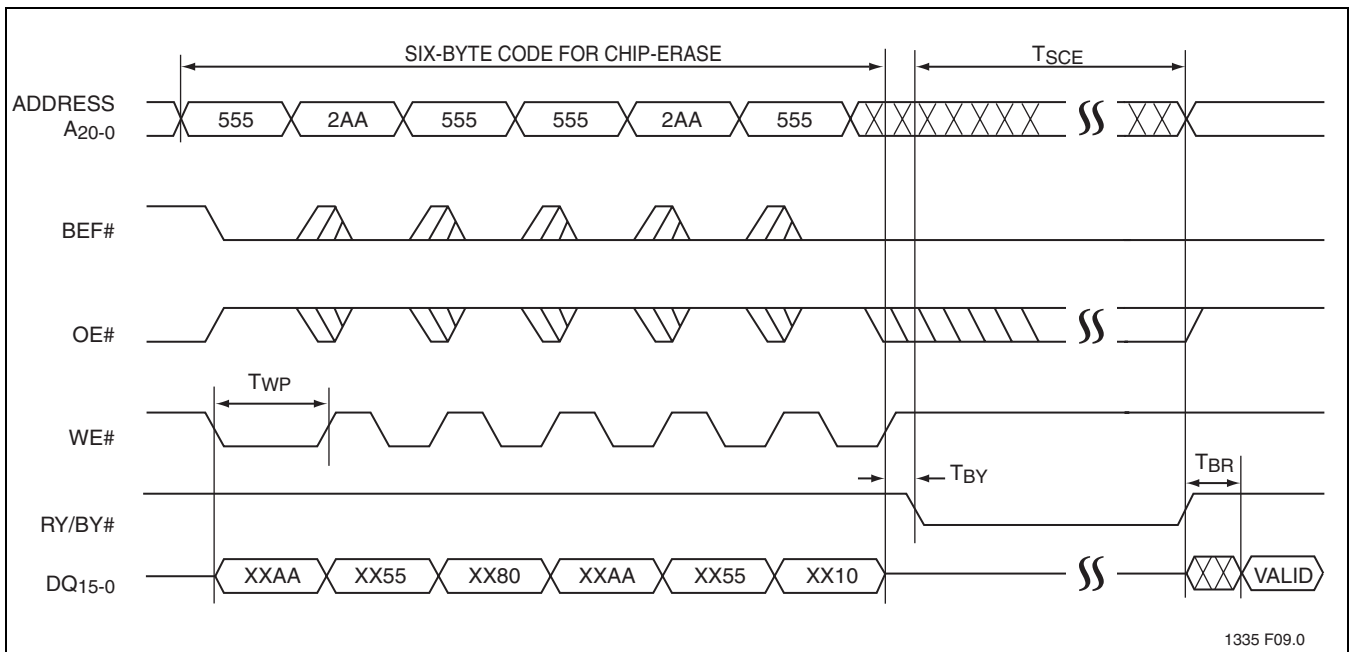 SIX-BYTE CODE FOR CHIP-ERASE TSCE
ADDRESS
A20-0
555 2AA 555 555 2AA 555
BEF#
OE#
TWP
WE#
TBY
TBR
RY/BY#
DQ15-0 XXAA XX55 XX80 XXAA XX55 XX10 VALID
1335 F09.0